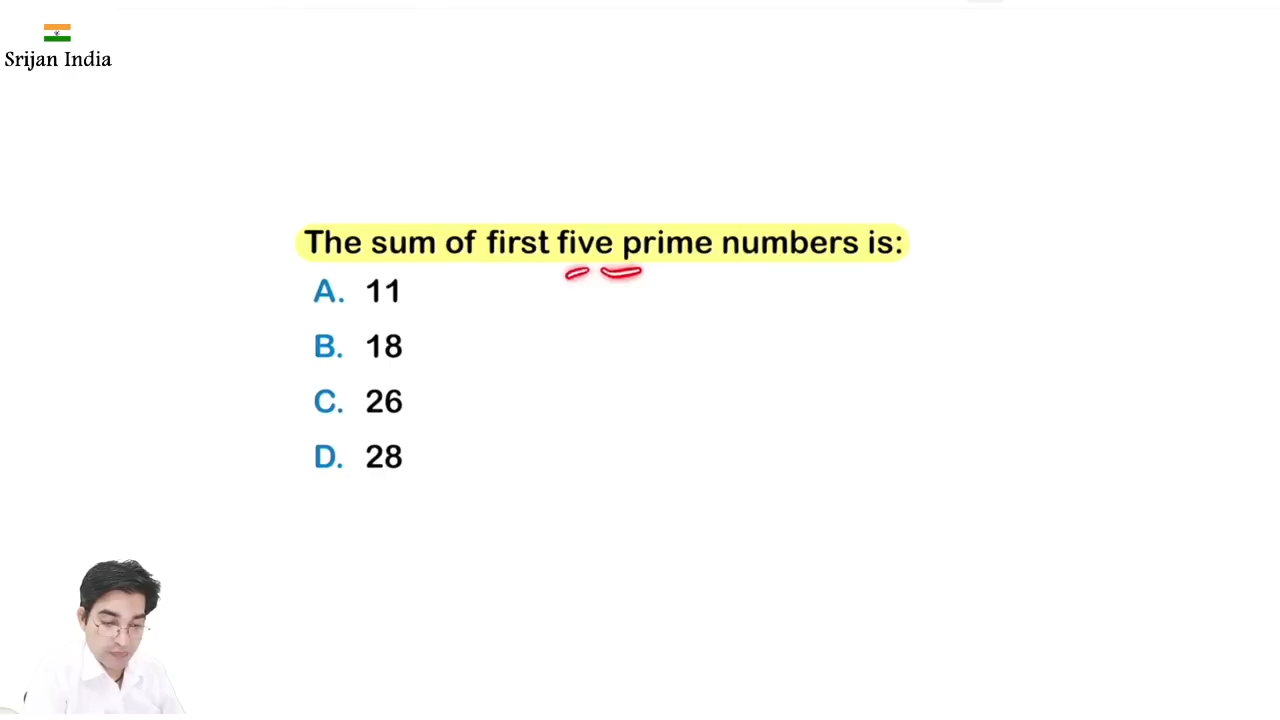 Srijan India
The sum of first five prime numbers is:
A. 11
B. 18
C. 26
D. 28